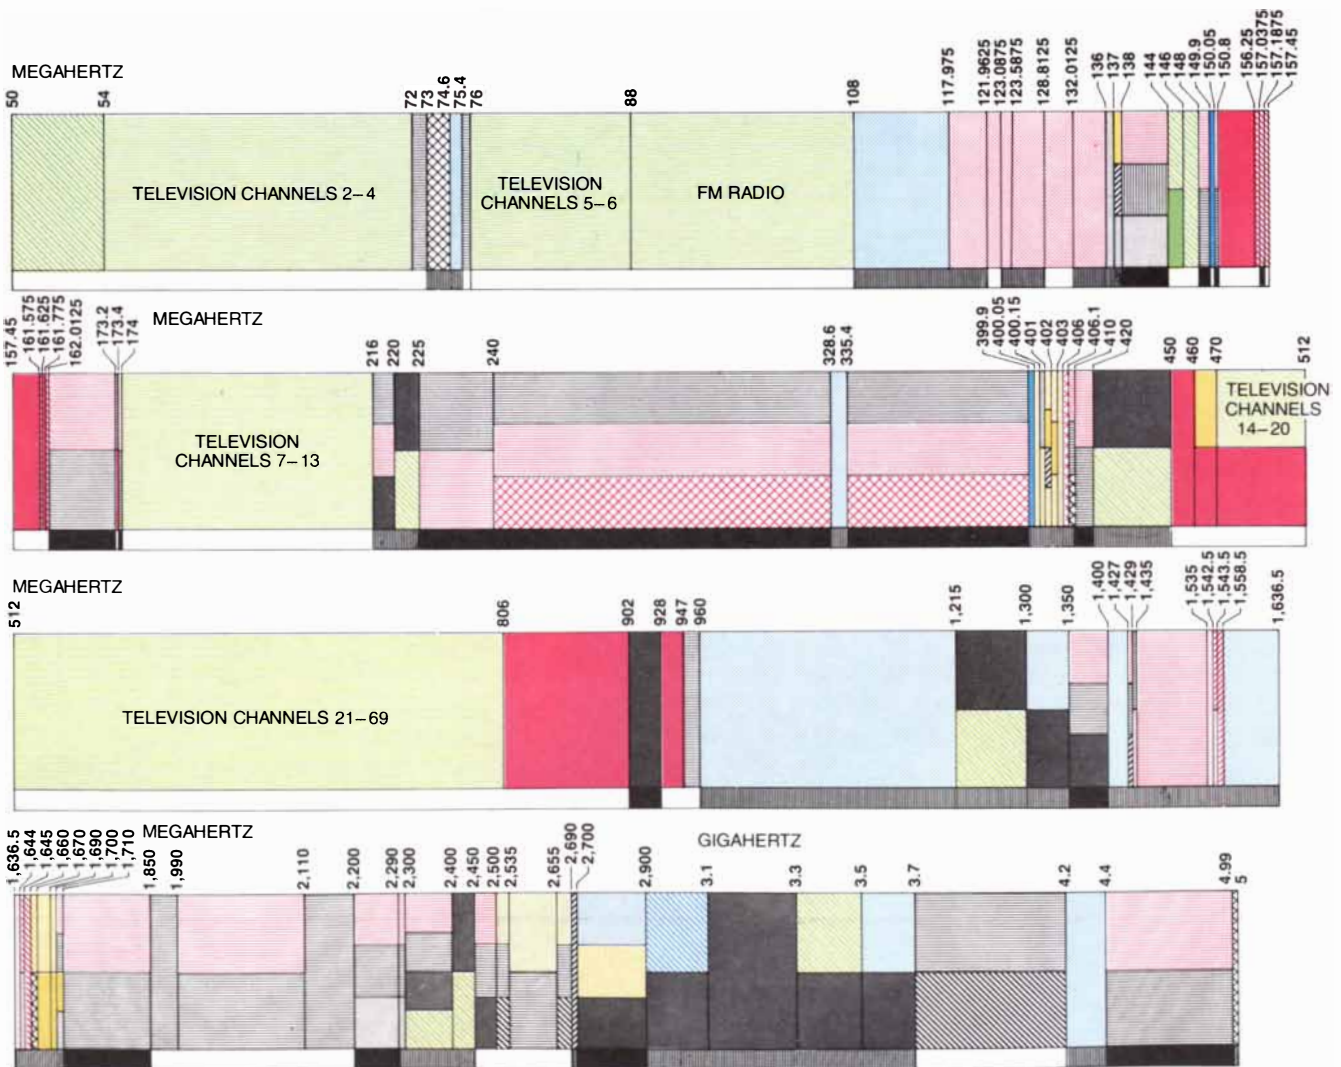 MEGAHERTZ
50 54 72 73 74.6 75.4 76 88 108 117.975 121.9625 123.0875 123.5875 128.8125 132.0125 136 137 138 144 146 148 149.9 150.05 150.8 156.25 157.0375 157.1875 157.45
TELEVISION CHANNELS 2–4
TELEVISION
CHANNELS 5–6
FM RADIO
MEGAHERTZ
157.45 161.575 161.625 161.775 162.0125 173.2 173.4 174 216 220 225 240 328.6 335.4 399.9 400.05 400.15 401 402 403 406 406.1 410 420 450 460 470 512
TELEVISION
CHANNELS 7–13
TELEVISION
CHANNELS
14–20
MEGAHERTZ
512 806 902 928 947 960 1,215 1,300 1,350 1,400 1,427 1,429 1,435 1,535 1,542.5 1,543.5 1,558.5 1,636.5
TELEVISION CHANNELS 21–69
MEGAHERTZ
GIGAHERTZ
1,636.5 1,644 1,645 1,660 1,670 1,690 1,700 1,710 1,850 1,990 2,110 2,200 2,290 2,300 2,400 2,450 2,500 2,535 2,655 2,690 2,700 2,900 3.1 3.3 3.5 3.7 4.2 4.4 4.99 5